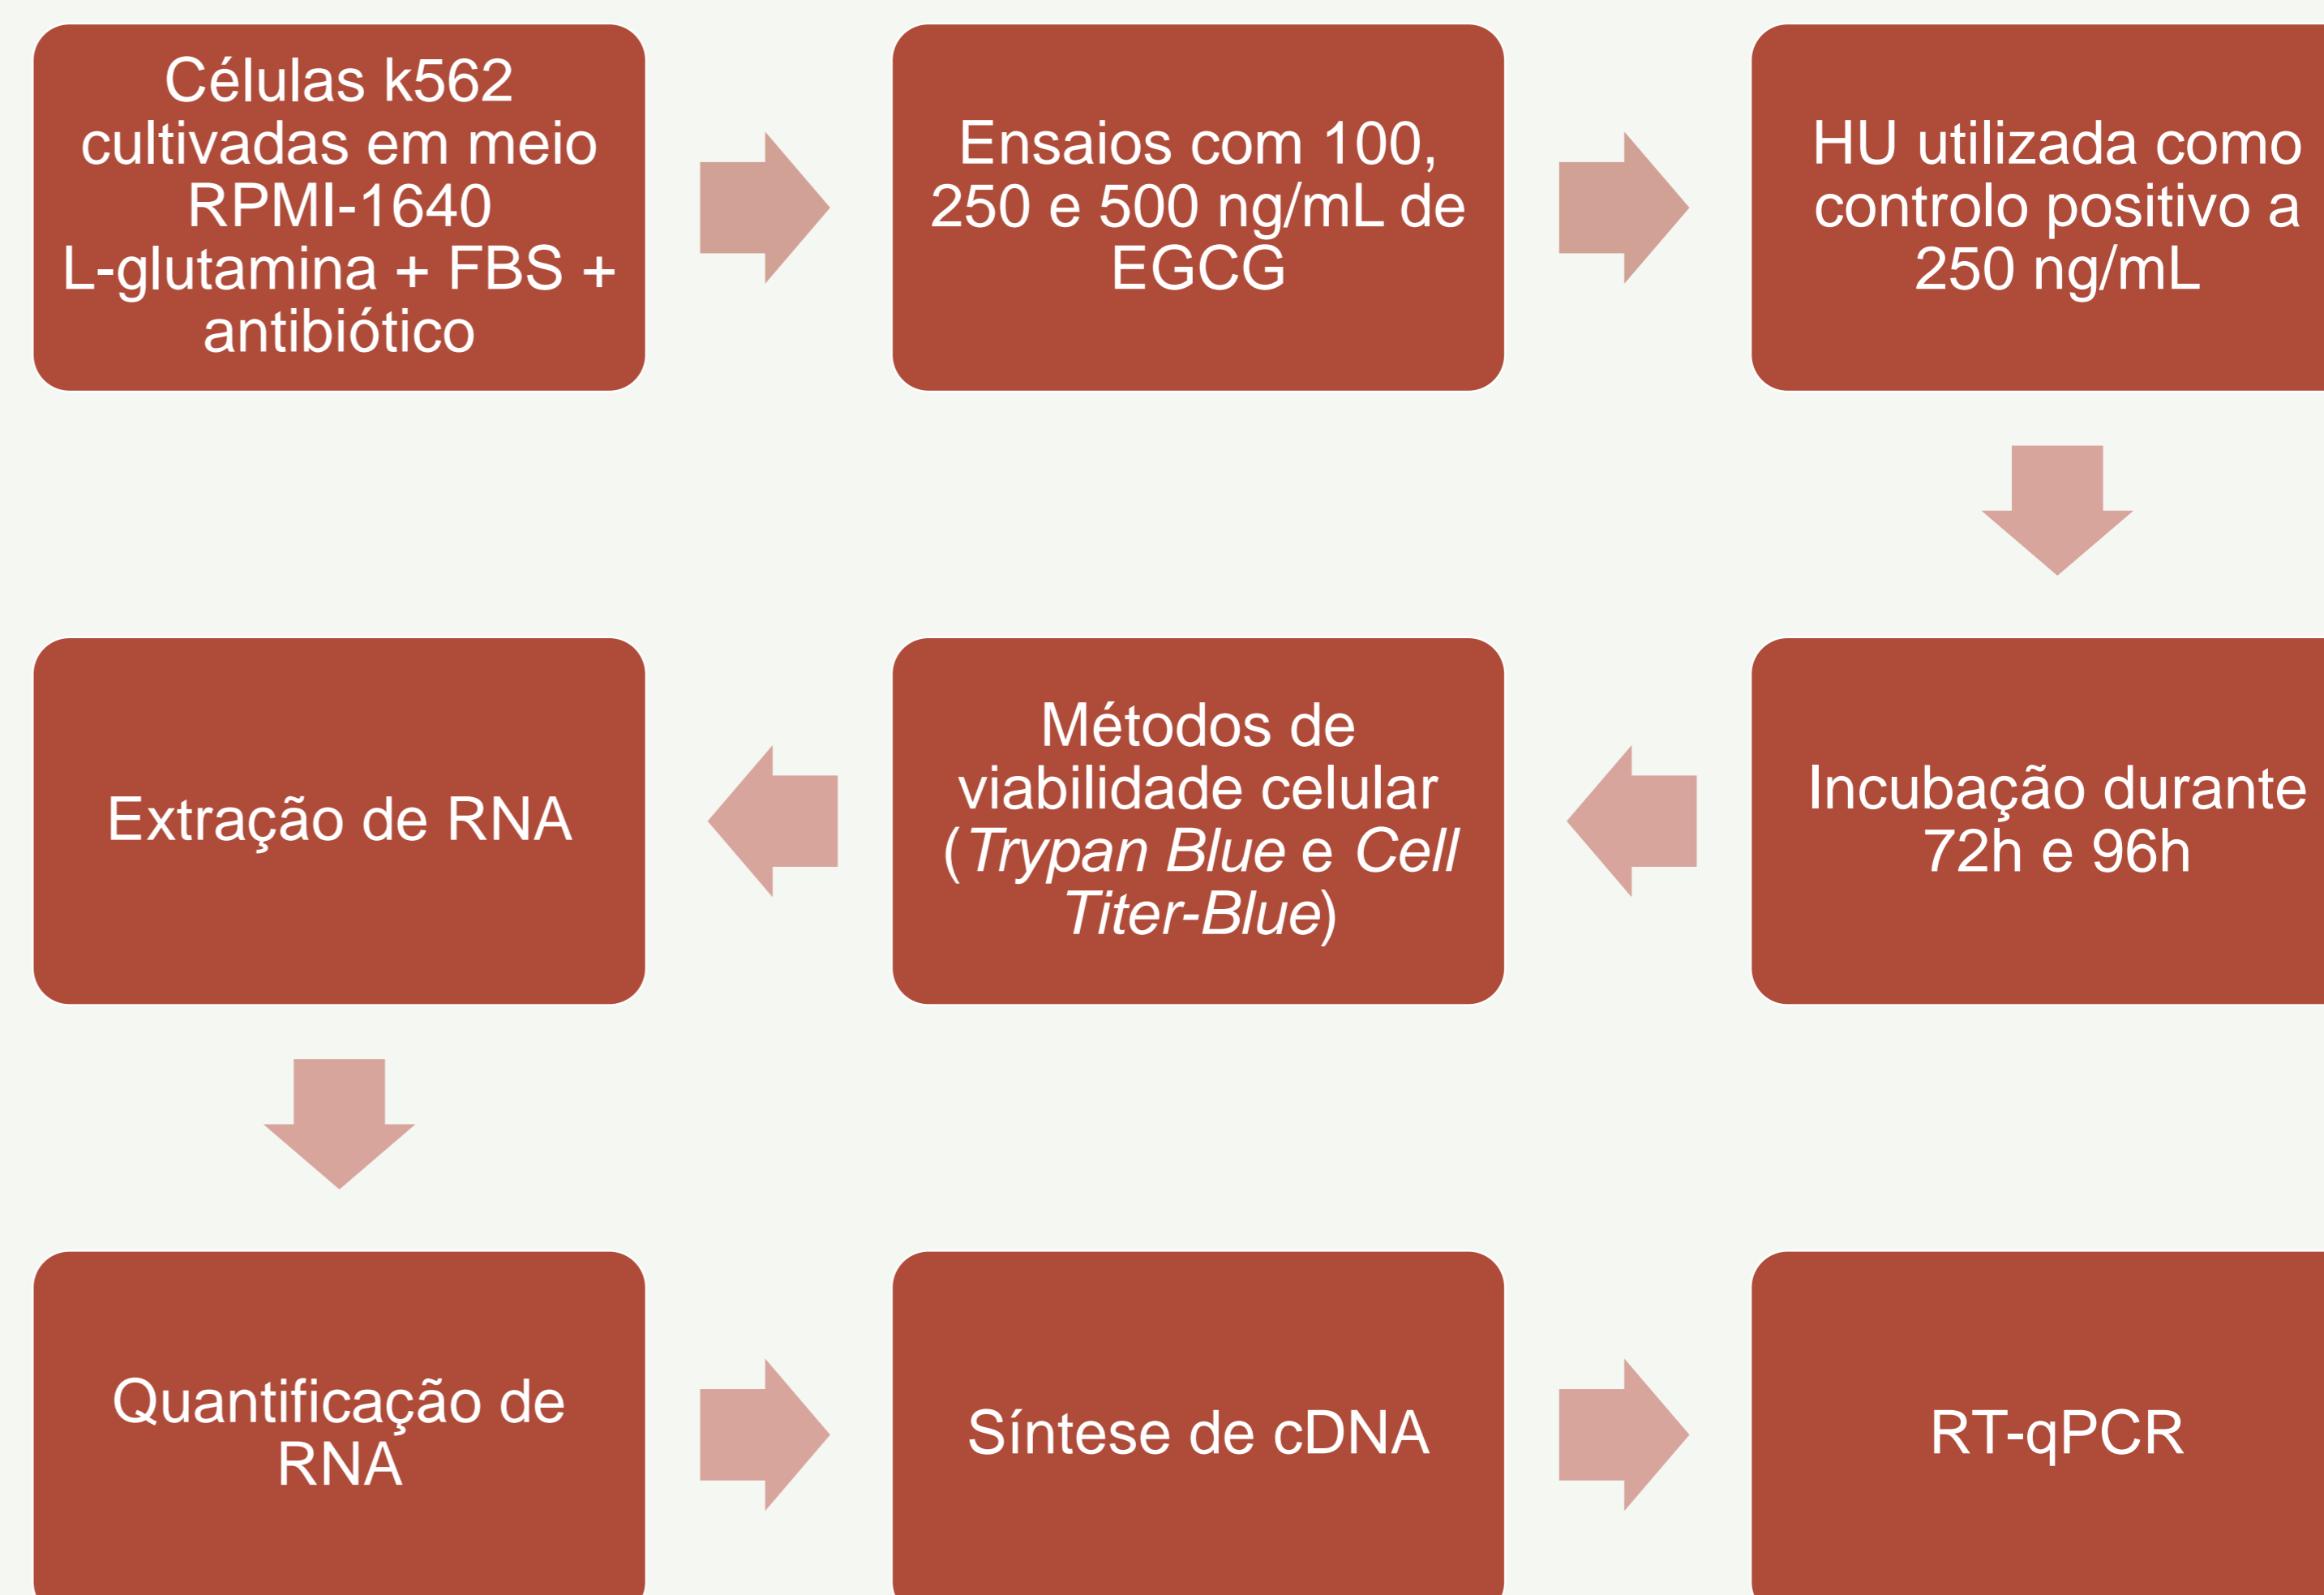 Células k562
cultivadas em meio
RPMI-1640
L-glutamina + FBS +
antibiótico
Ensaios com 100,
250 e 500 ng/mL de
EGCG
HU utilizada como
controlo positivo a
250 ng/mL
Incubação durante
72h e 96h
Métodos de
viabilidade celular
(Trypan Blue e Cell
Titer-Blue)
Extração de RNA
Quantificação de
RNA
Síntese de cDNA
RT-qPCR